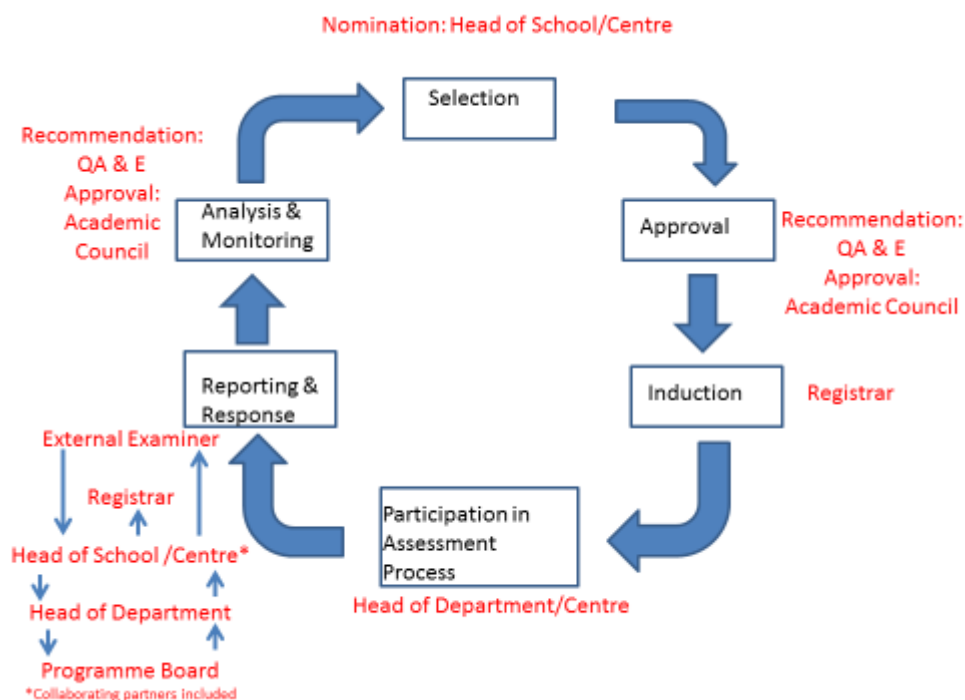 Nomination: Head of School/Centre
Selection
Recommendation:
QA & E
Approval:
Academic
Council
Analysis &
Monitoring
Approval
Recommendation:
QA & E
Approval:
Academic Council
Reporting &
Response
Induction
Registrar
External Examiner
Registrar
Head of School /Centre*
Head of Department
Programme Board
*Collaborating partners included
Participation in
Assessment
Process
Head of Department/Centre